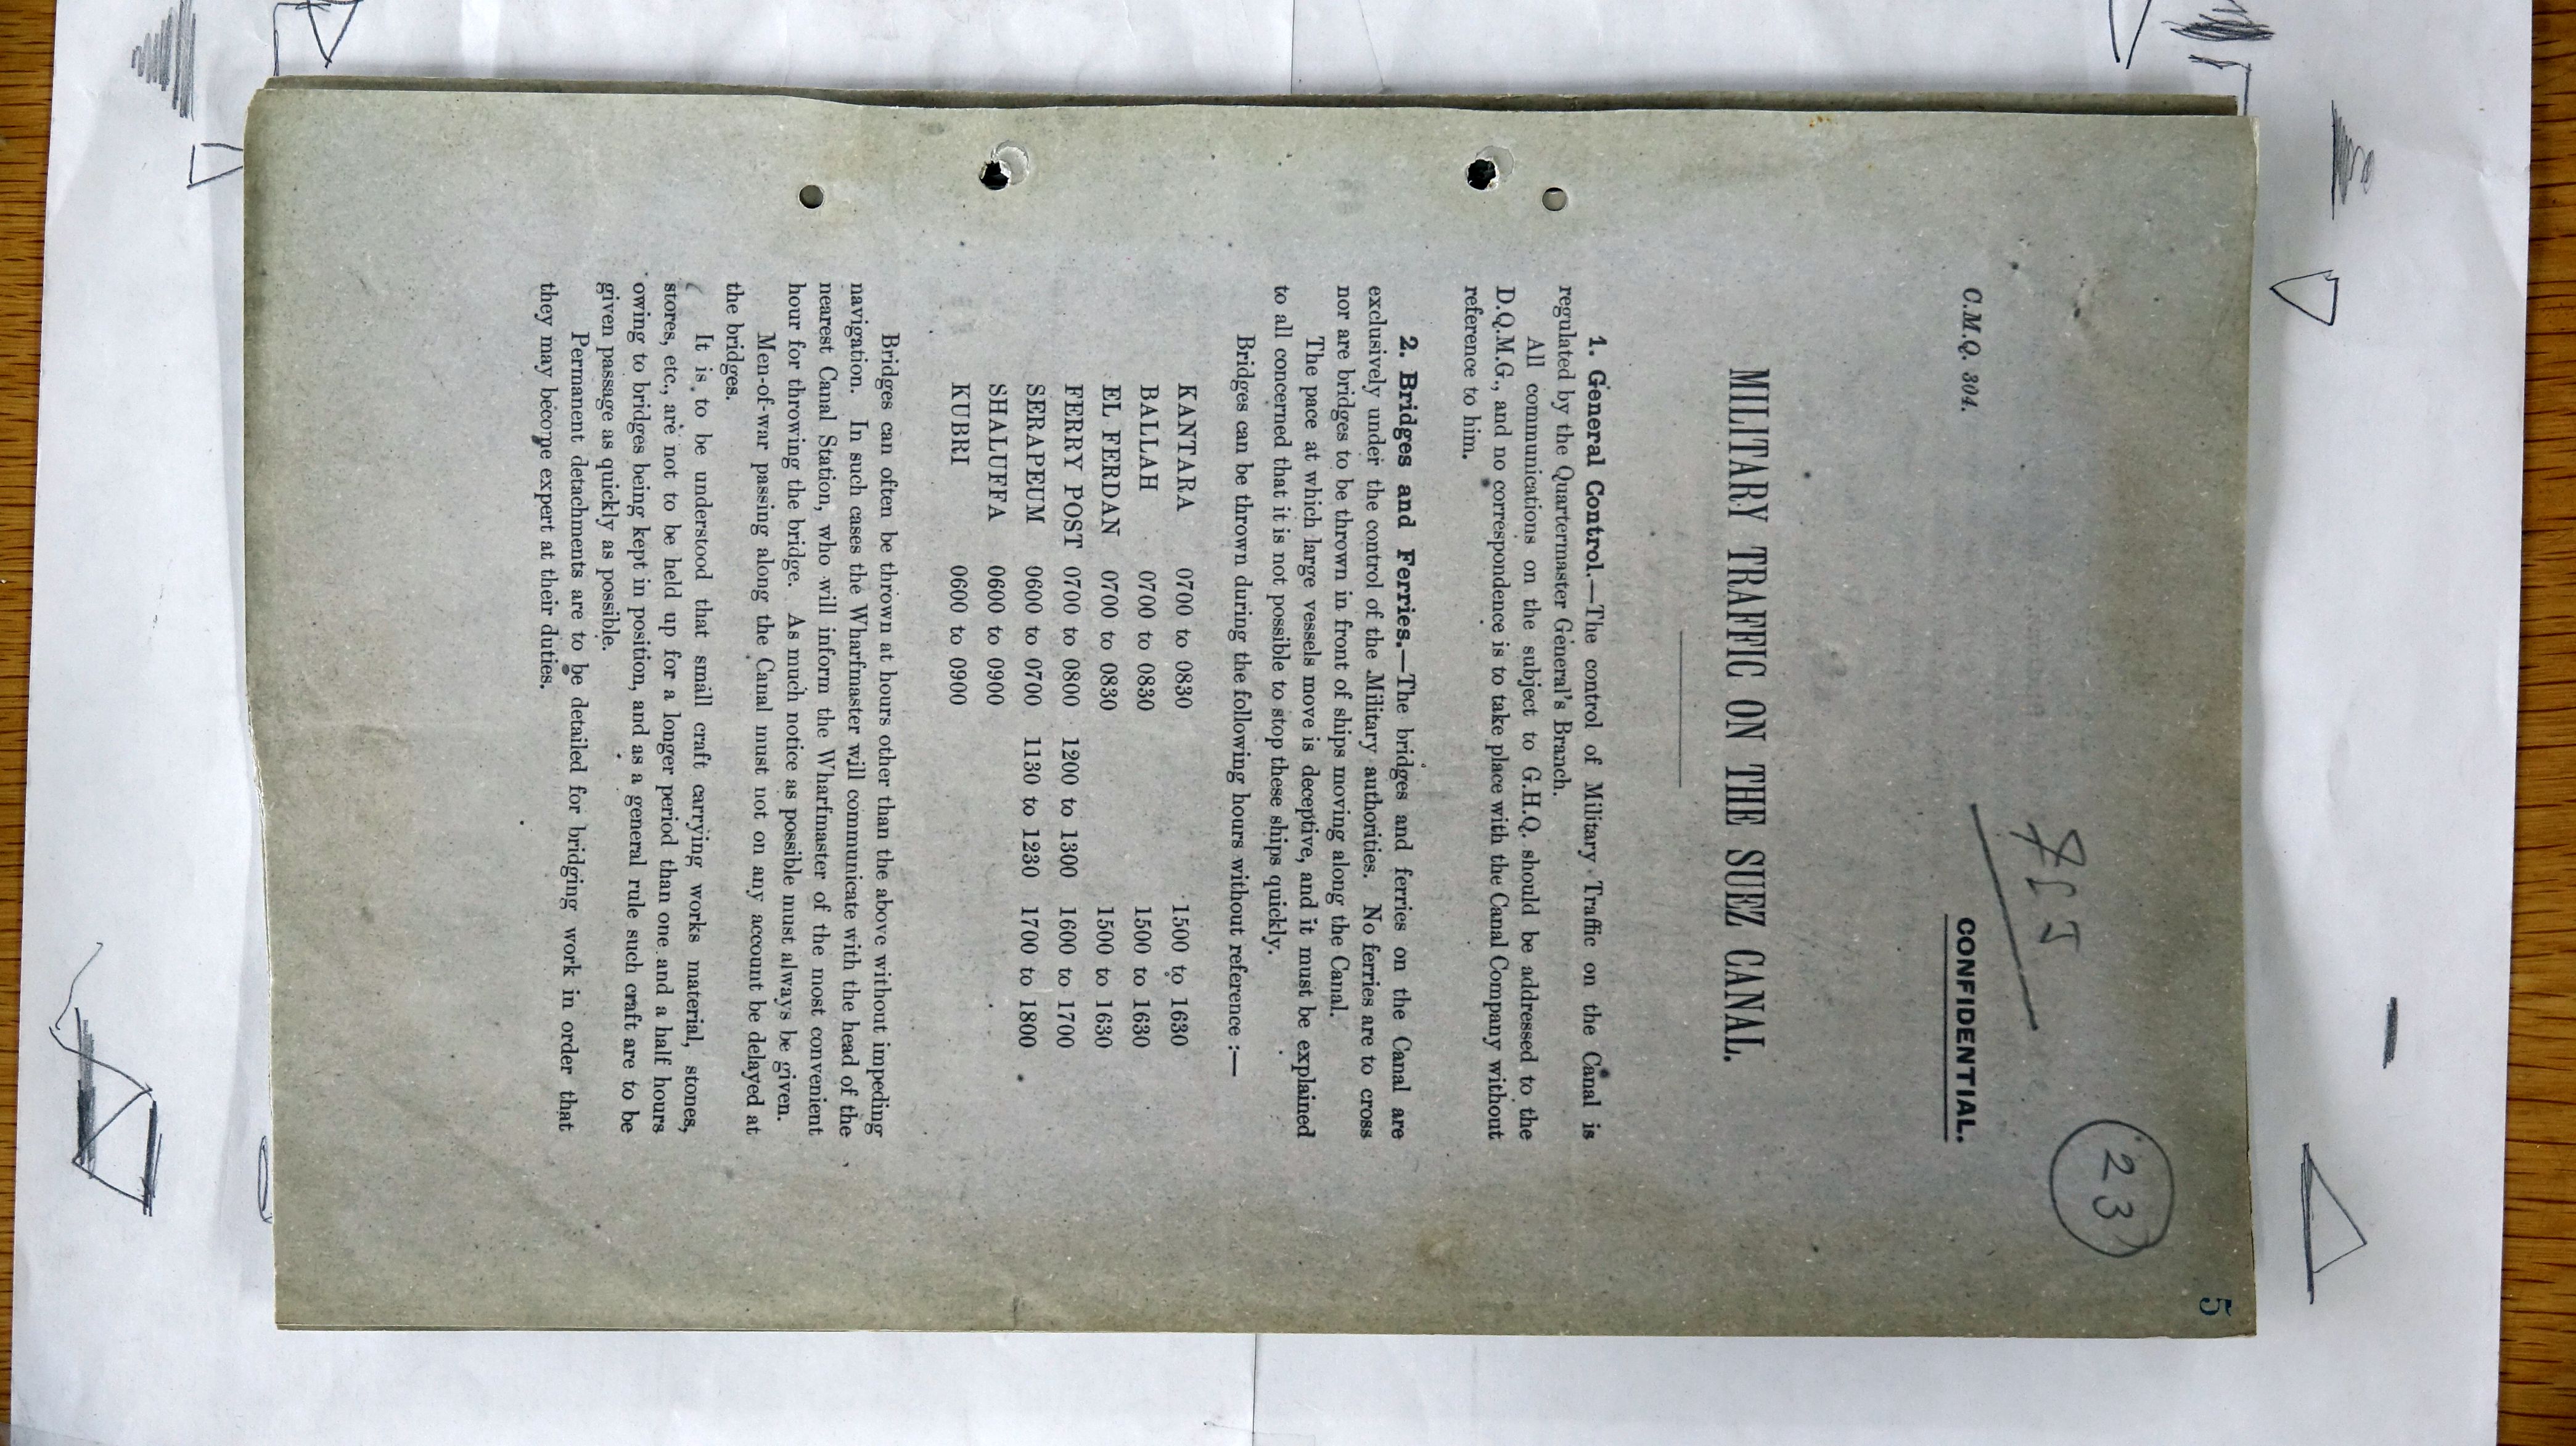 5
23
CONFIDENTIAL.
C.M.Q. 304.
MILITARY TRAFFIC ON THE SUEZ CANAL.
1. General Control.—The control of Military Traffic on the Canal is
regulated by the Quartermaster General's Branch.
All communications on the subject to G.H.Q. should be addressed to the
D.Q.M.G., and no correspondence is to take place with the Canal Company without
reference to him.
2. Bridges and Ferries.—The bridges and ferries on the Canal are
exclusively under the control of the Military authorities. No ferries are to cross
nor are bridges to be thrown in front of ships moving along the Canal.
The pace at which large vessels move is deceptive, and it must be explained
to all concerned that it is not possible to stop these ships quickly.
Bridges can be thrown during the following hours without reference :—
KANTARA 0700 to 0830 1500 to 1630
BALLAH 0700 to 0830 1500 to 1630
EL FERDAN 0700 to 0830 1500 to 1630
FERRY POST 0700 to 0800 1200 to 1300 1600 to 1700
SERAPEUM 0600 to 0700 1130 to 1230 1700 to 1800
SHALUFFA 0600 to 0900
KUBRI 0600 to 0900
Bridges can often be thrown at hours other than the above without impeding
navigation. In such cases the Wharfmaster will communicate with the head of the
nearest Canal Station, who will inform the Wharfmaster of the most convenient
hour for throwing the bridge. As much notice as possible must always be given.
Men-of-war passing along the Canal must not on any account be delayed at
the bridges.
It is to be understood that small craft carrying works material, stones,
stores, etc., are not to be held up for a longer period than one and a half hours
owing to bridges being kept in position, and as a general rule such craft are to be
given passage as quickly as possible.
Permanent detachments are to be detailed for bridging work in order that
they may become expert at their duties.